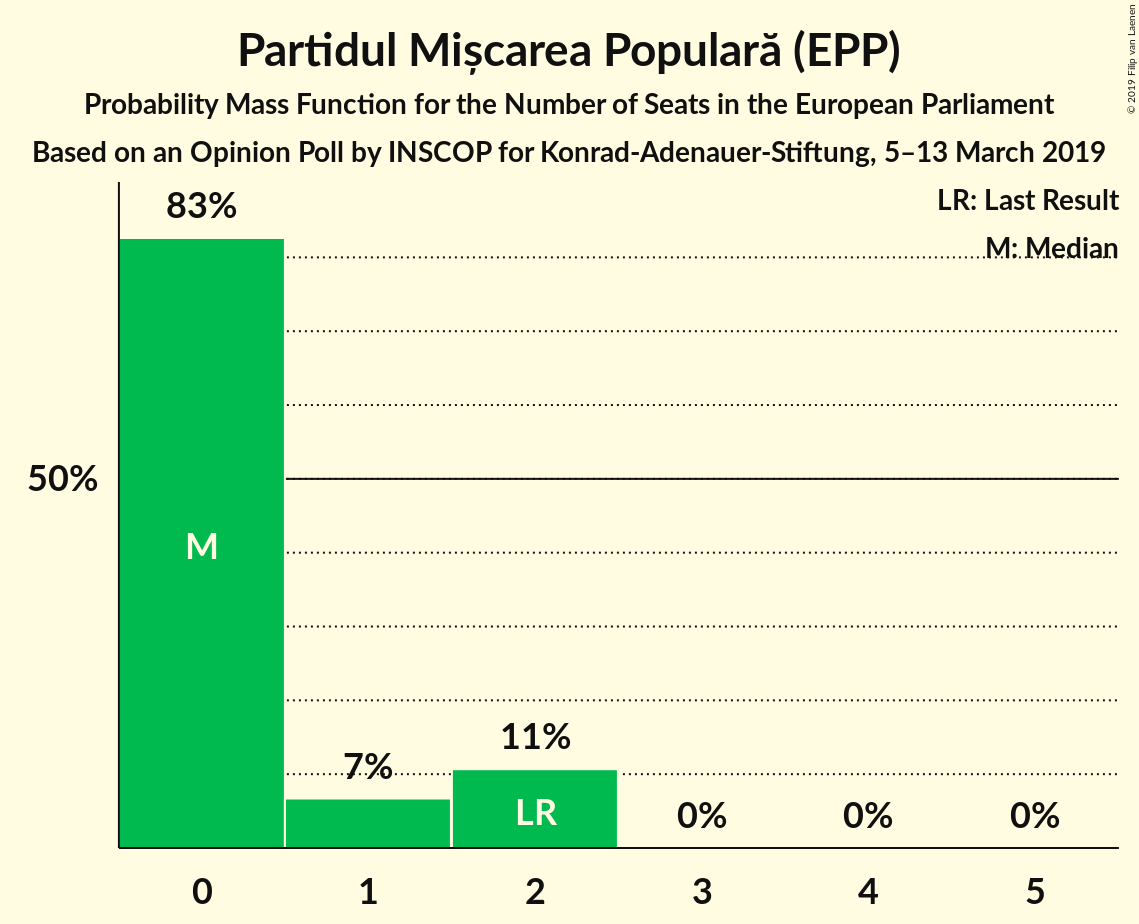 Partidul Mișcarea Populară (EPP)
Probability Mass Function for the Number of Seats in the European Parliament
Based on an Opinion Poll by INSCOP for Konrad-Adenauer-Stiftung, 5–13 March 2019
© 2019 Filip van Laenen
LR: Last Result
M: Median
83%
50%
M
7%
11%
LR
0%
0%
0%
0 1 2 3 4 5